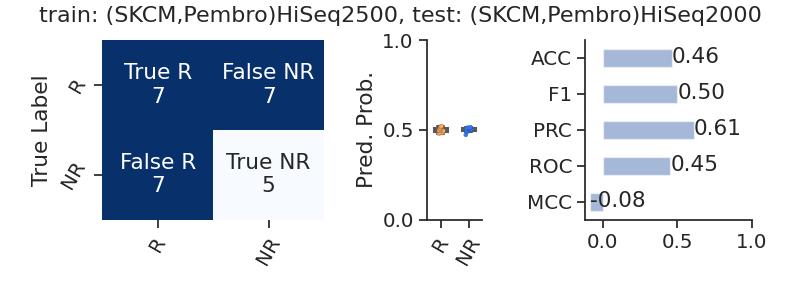 train: (SKCM,Pembro)HiSeq2500, test: (SKCM,Pembro)HiSeq2000
True Label
R
NR
True R
7
False NR
7
False R
7
True NR
5
R
NR
Pred. Prob.
1.0
0.5
0.0
R
NR
ACC
0.46
F1
0.50
PRC
0.61
ROC
0.45
MCC
-0.08
0.0
0.5
1.0